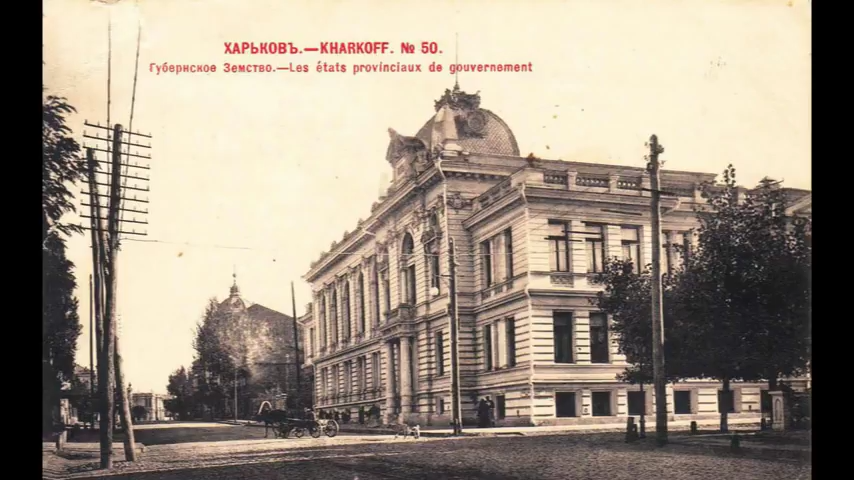 ХАРЬКОВЪ.—KHARKOFF. № 50.
Губернское Земство.—Les états provinciaux de gouvernement